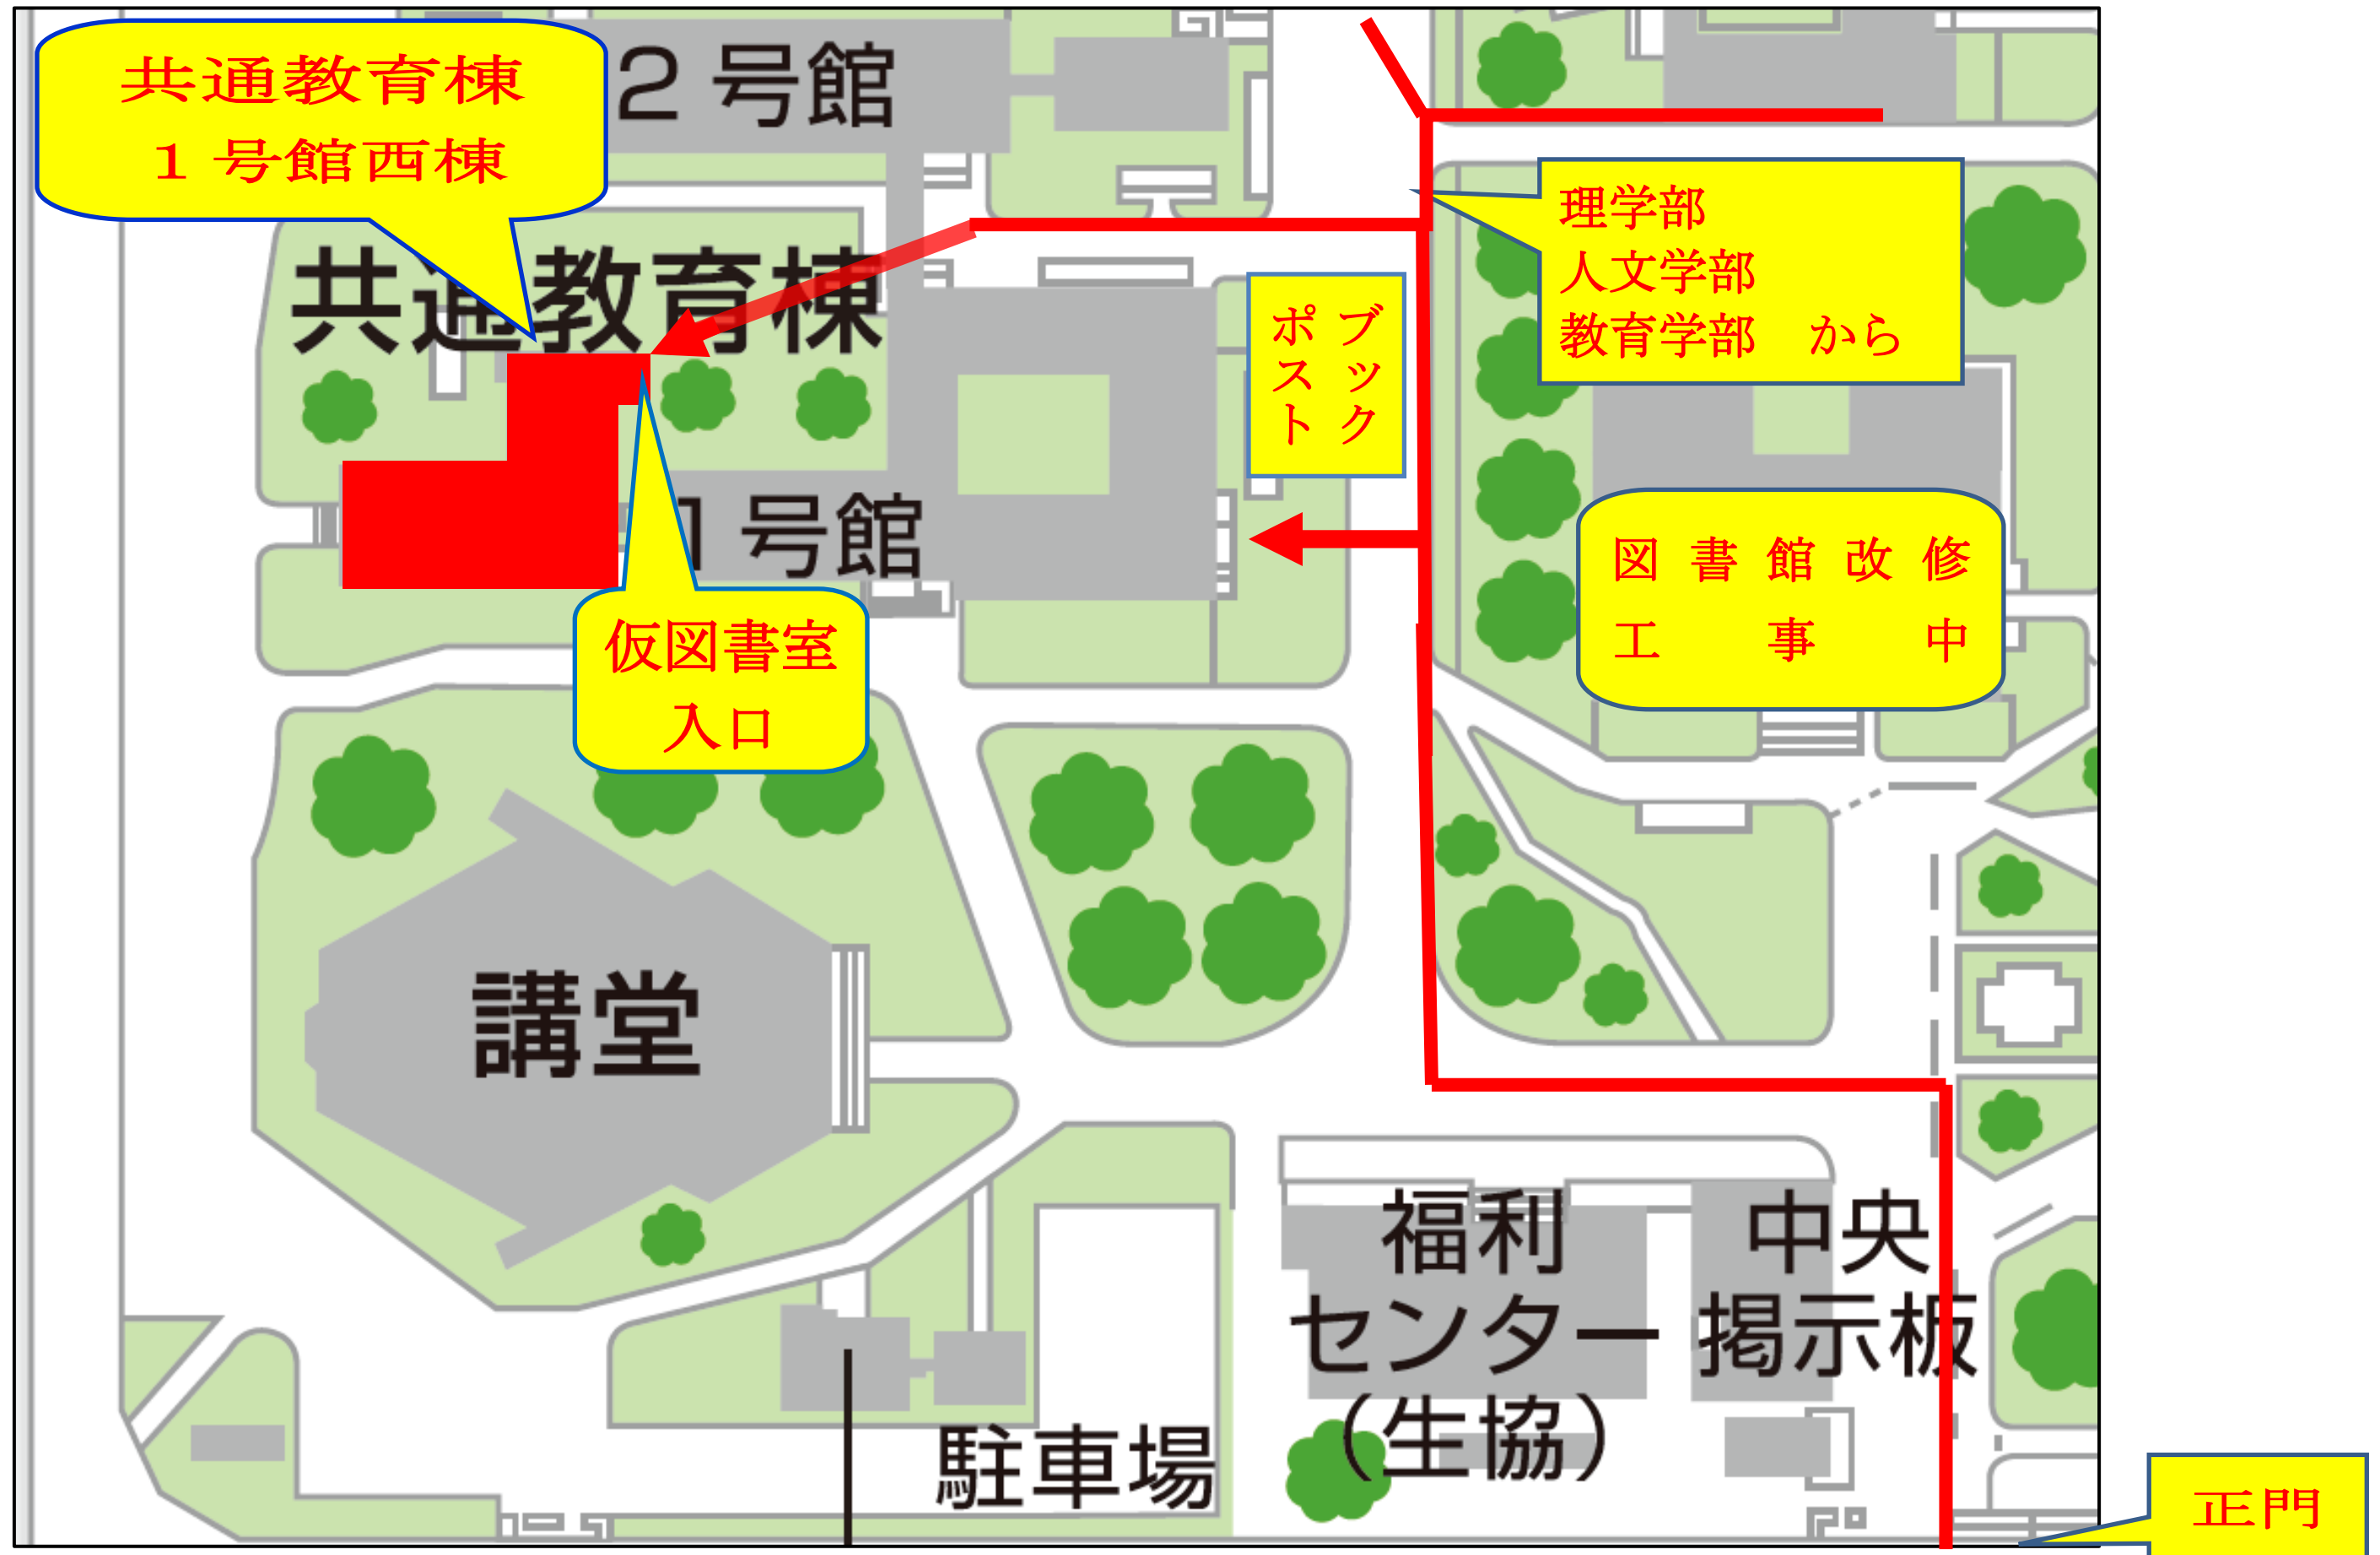 共通教育棟
１号館西棟
２号館
理学部
人文学部
教育学部　から
共通教育棟
ブック
ポスト
1号館
図書館改修
工事中
仮図書室
入口
講堂
福利
センター
（生協）
中央
掲示板
駐車場
正門